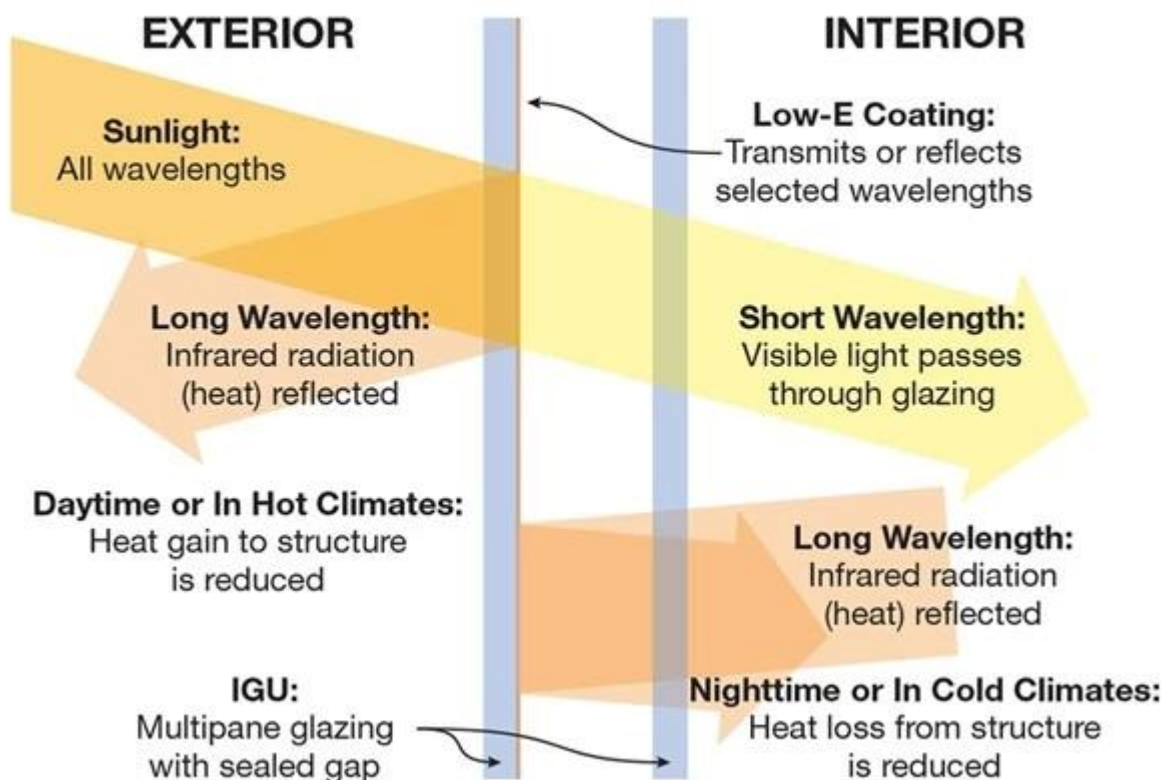 EXTERIOR
INTERIOR
Sunlight:
All wavelengths
Low-E Coating:
Transmits or reflects
selected wavelengths
Long Wavelength:
Infrared radiation
(heat) reflected
Short Wavelength:
Visible light passes
through glazing
Daytime or In Hot Climates:
Heat gain to structure
is reduced
Long Wavelength:
Infrared radiation
(heat) reflected
IGU:
Multipane glazing
with sealed gap
Nighttime or In Cold Climates:
Heat loss from structure
is reduced